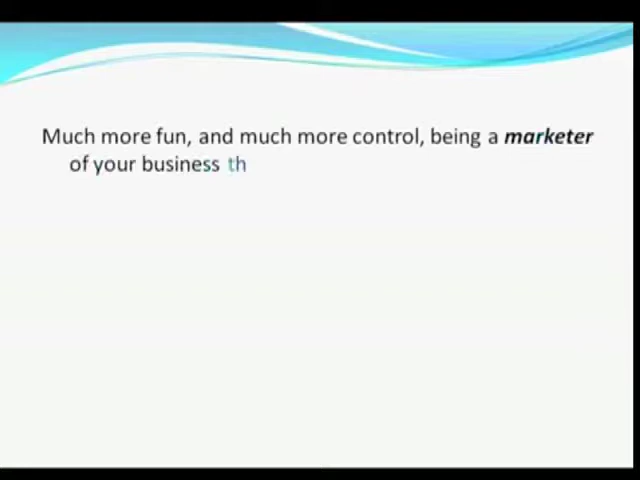 Much more fun, and much more control, being a marketer
of your business th